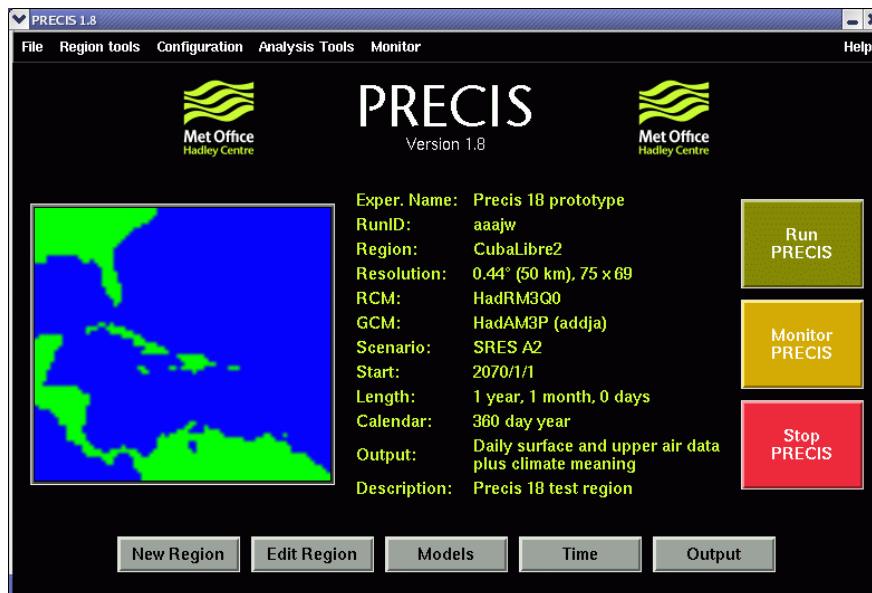 PRECIS 1.8
File Region tools Configuration Analysis Tools Monitor Help
Met Office
Hadley Centre
PRECIS
Version 1.8
Met Office
Hadley Centre
Exper. Name: Precis 18 prototype
RunID: aaajw
Region: CubaLibre2
Resolution: 0.44° (50 km), 75 x 69
RCM: HadRM3Q0
GCM: HadAM3P (addja)
Scenario: SRES A2
Start: 2070/1/1
Length: 1 year, 1 month, 0 days
Calendar: 360 day year
Output: Daily surface and upper air data
plus climate meaning
Description: Precis 18 test region
Run
PRECIS
Monitor
PRECIS
Stop
PRECIS
New Region Edit Region Models Time Output